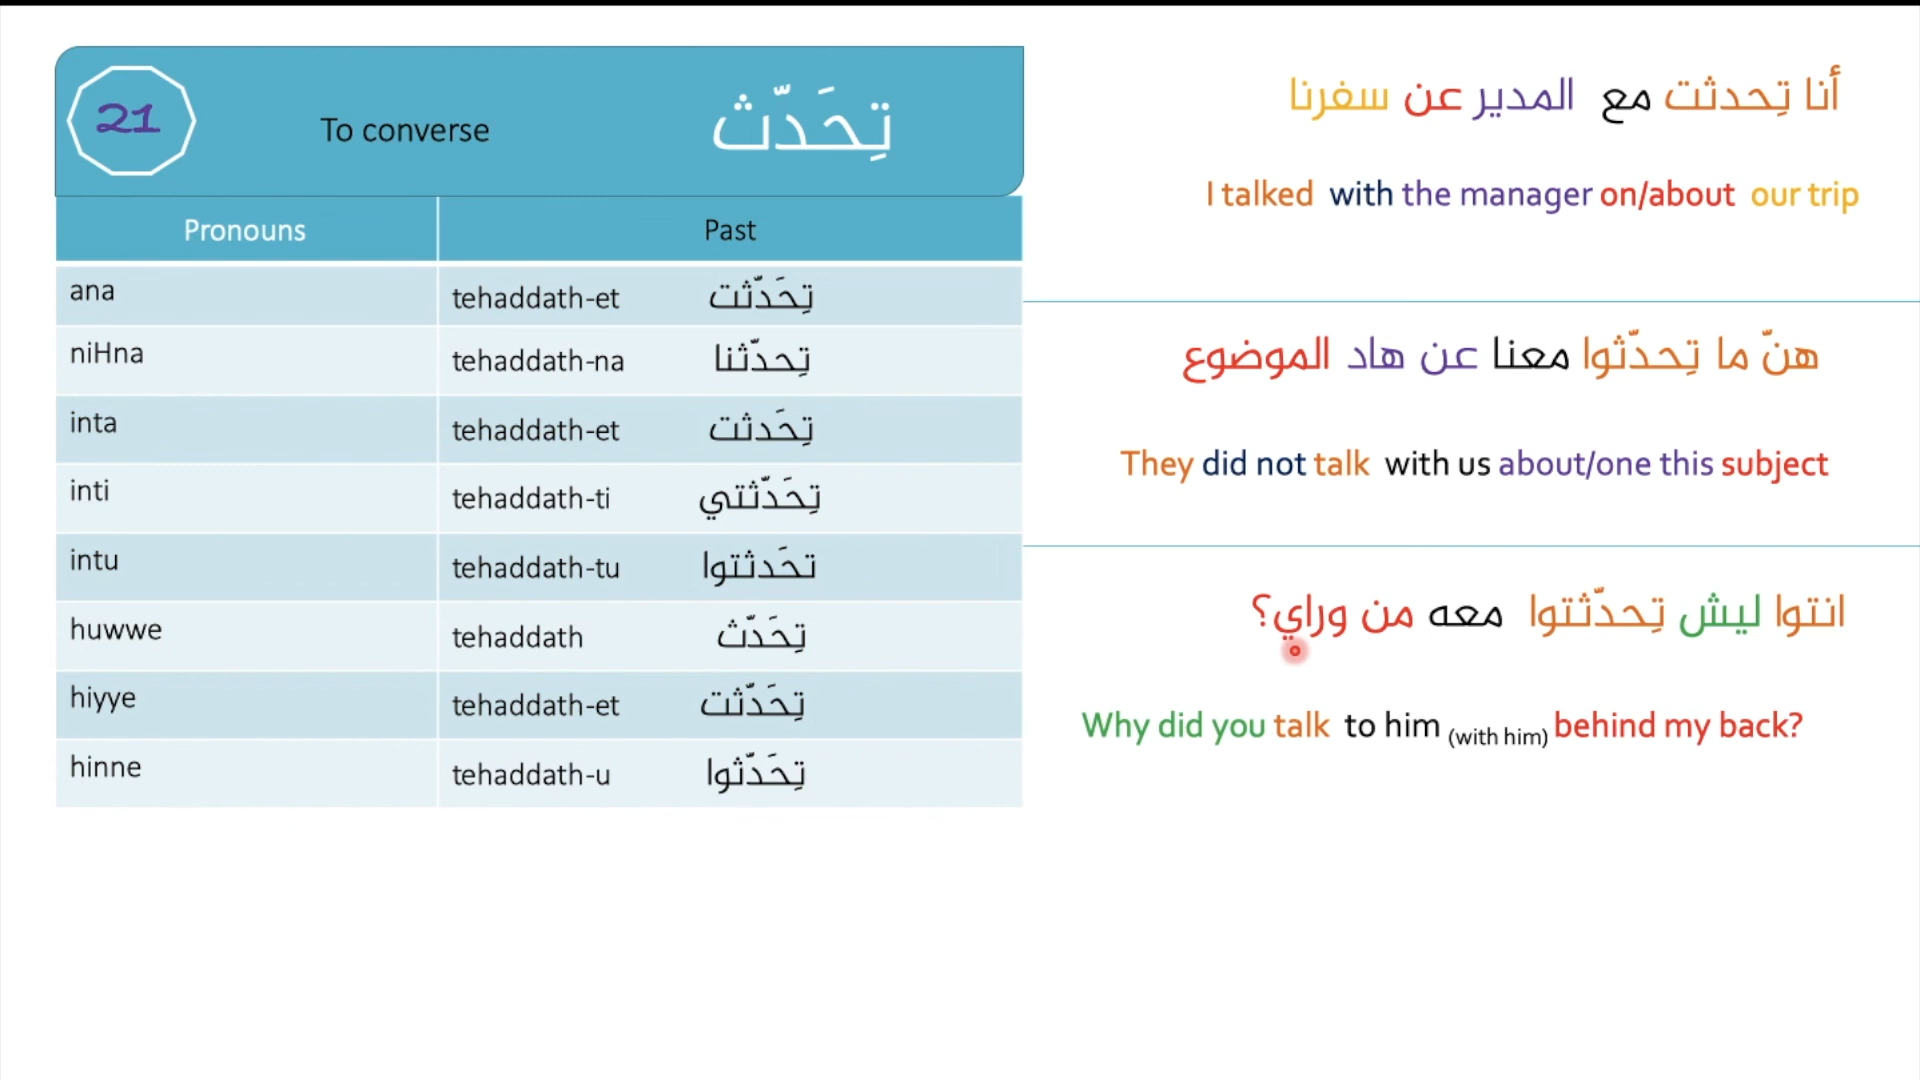 21 To converse تِحَدّث
Pronouns Past
ana tehaddath-et تِحَدّثت
niHna tehaddath-na تِحدّثنا
inta tehaddath-et تِحَدثت
inti tehaddath-ti تِحَدّثتي
intu tehaddath-tu تحَدثتوا
huwwe tehaddath تِحَدّث
hiyye tehaddath-et تِحَدّثت
hinne tehaddath-u تِحَدّثوا
أنا تِحدثت مع المدير عن سفرنا
I talked with the manager on/about our trip
هنّ ما تِحدّثوا معنا عن هاد الموضوع
They did not talk with us about/one this subject
انتوا ليش تِحدّثتوا معه من وراي؟
Why did you talk to him (with him) behind my back?